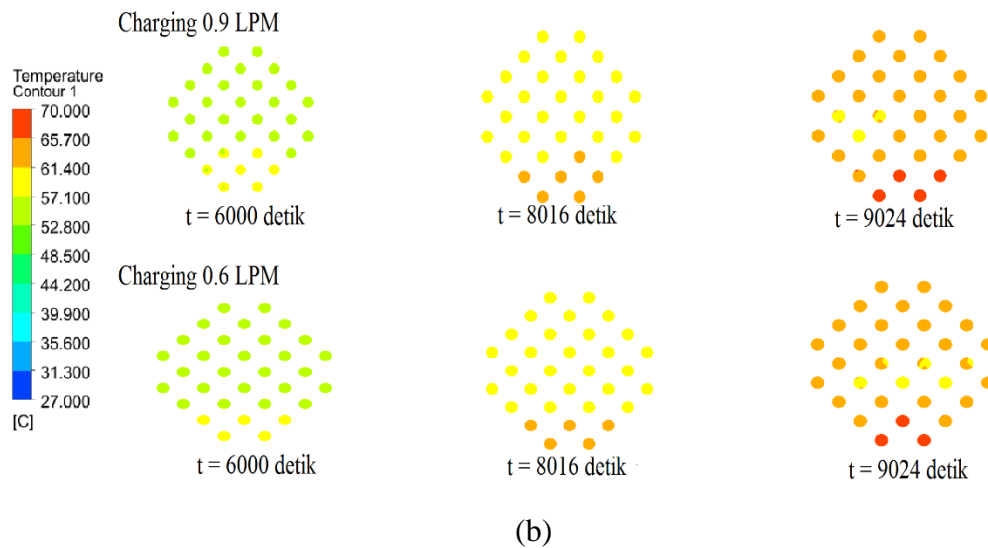 Charging 0.9 LPM
Temperature
Contour 1
70.000
65.700
61.400
57.100
52.800
48.500
44.200
39.900
35.600
31.300
27.000
[C]
t = 6000 detik
t = 8016 detik
t = 9024 detik
Charging 0.6 LPM
t = 6000 detik
t = 8016 detik
t = 9024 detik
(b)